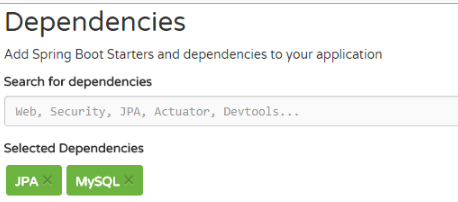 Dependencies
Add Spring Boot Starters and dependencies to your application
Search for dependencies
Web, Security, JPA, Actuator, Devtools...
Selected Dependencies
JPA × MySQL ×